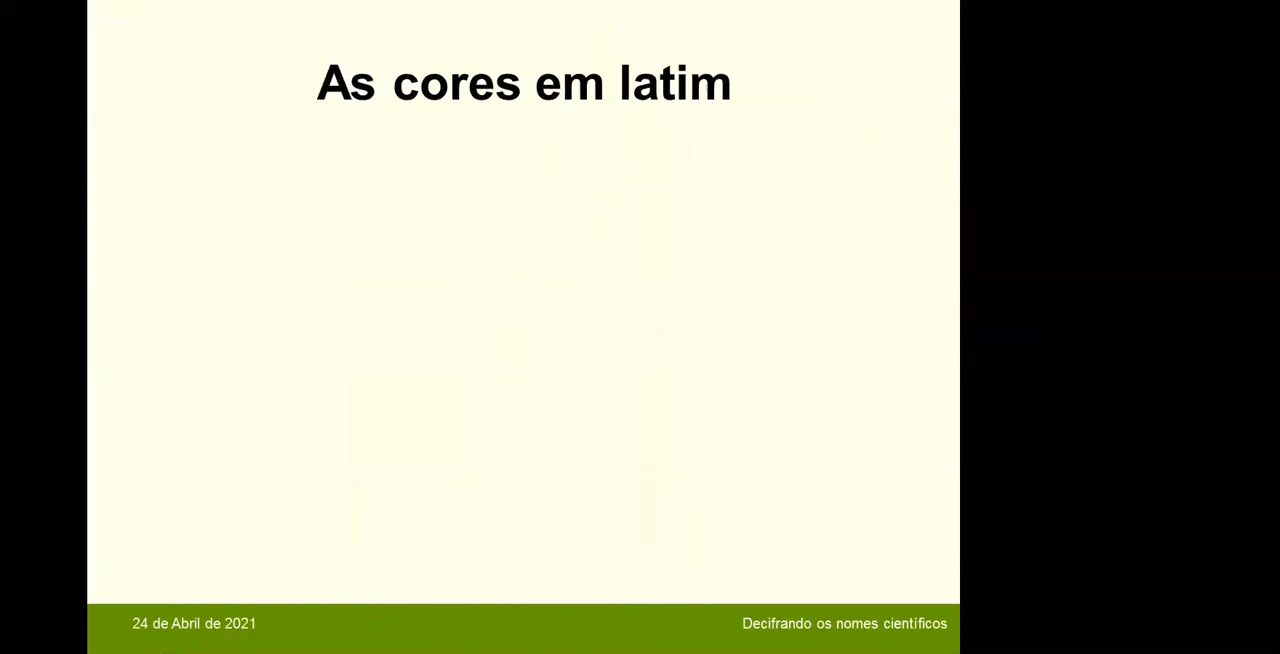 As cores em latim
24 de Abril de 2021
Decifrando os nomes científicos